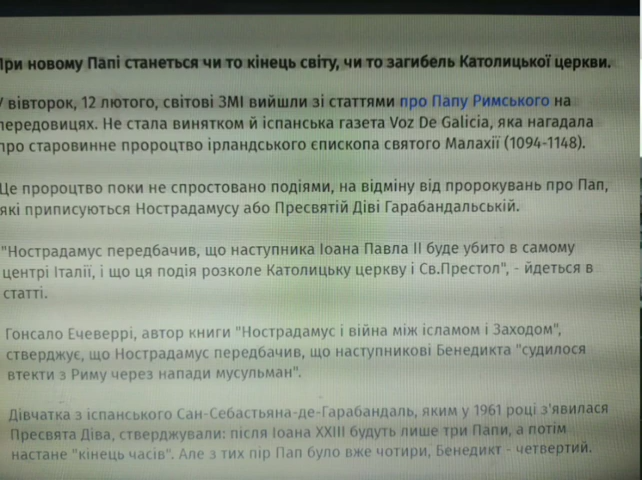 При новому Папі станеться чи то кінець світу, чи то загибель Католицької церкви.
У вівторок, 12 лютого, світові ЗМІ вийшли зі статтями про Папу Римського на
передовицях. Не стала винятком й іспанська газета Voz De Galicia, яка нагадала
про старовинне пророцтво ірландського єпископа святого Малахії (1094-1148).
Це пророцтво поки не спростовано подіями, на відміну від пророкувань про Пап,
які приписуються Нострадамусу або Пресвятій Діві Гарабандальській.
"Нострадамус передбачив, що наступника Іоана Павла ІІ буде убито в самому
центрі Італії, і що ця подія розколе Католицьку церкву і Св.Престол", - йдеться в
статті.
Гонсало Ечеверрі, автор книги "Нострадамус і війна між ісламом і Заходом",
стверджує, що Нострадамус передбачив, що наступникові Бенедикта "судилося
втекти з Риму через напади мусульман".
Дівчатка з іспанського Сан-Себастьяна-де-Гарабандаль, яким у 1961 році з'явилася
Пресвята Діва, стверджували: після Іоана XXIII будуть лише три Папи, а потім
настане "кінець часів". Але з тих пір Пап було вже чотири, Бенедикт - четвертий.